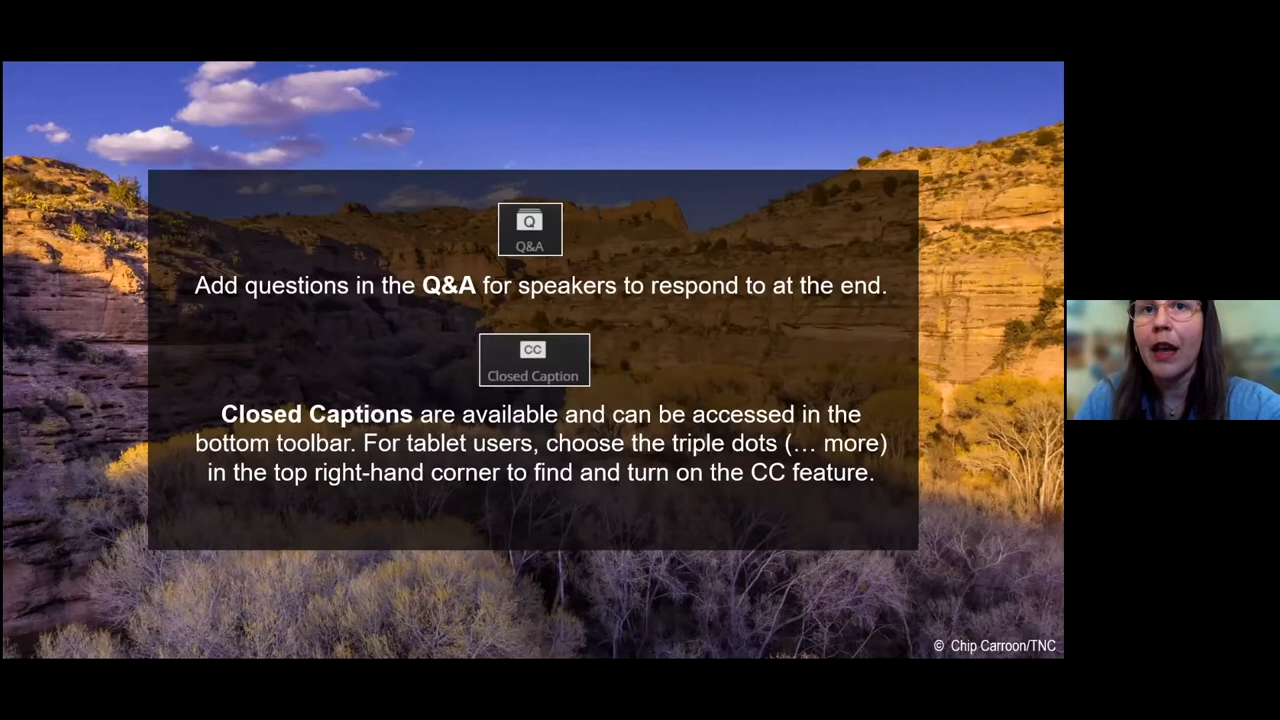 Q
Q&A
Add questions in the Q&A for speakers to respond to at the end.
CC
Closed Caption
Closed Captions are available and can be accessed in the
bottom toolbar. For tablet users, choose the triple dots (… more)
in the top right-hand corner to find and turn on the CC feature.
© Chip Carroon/TNC